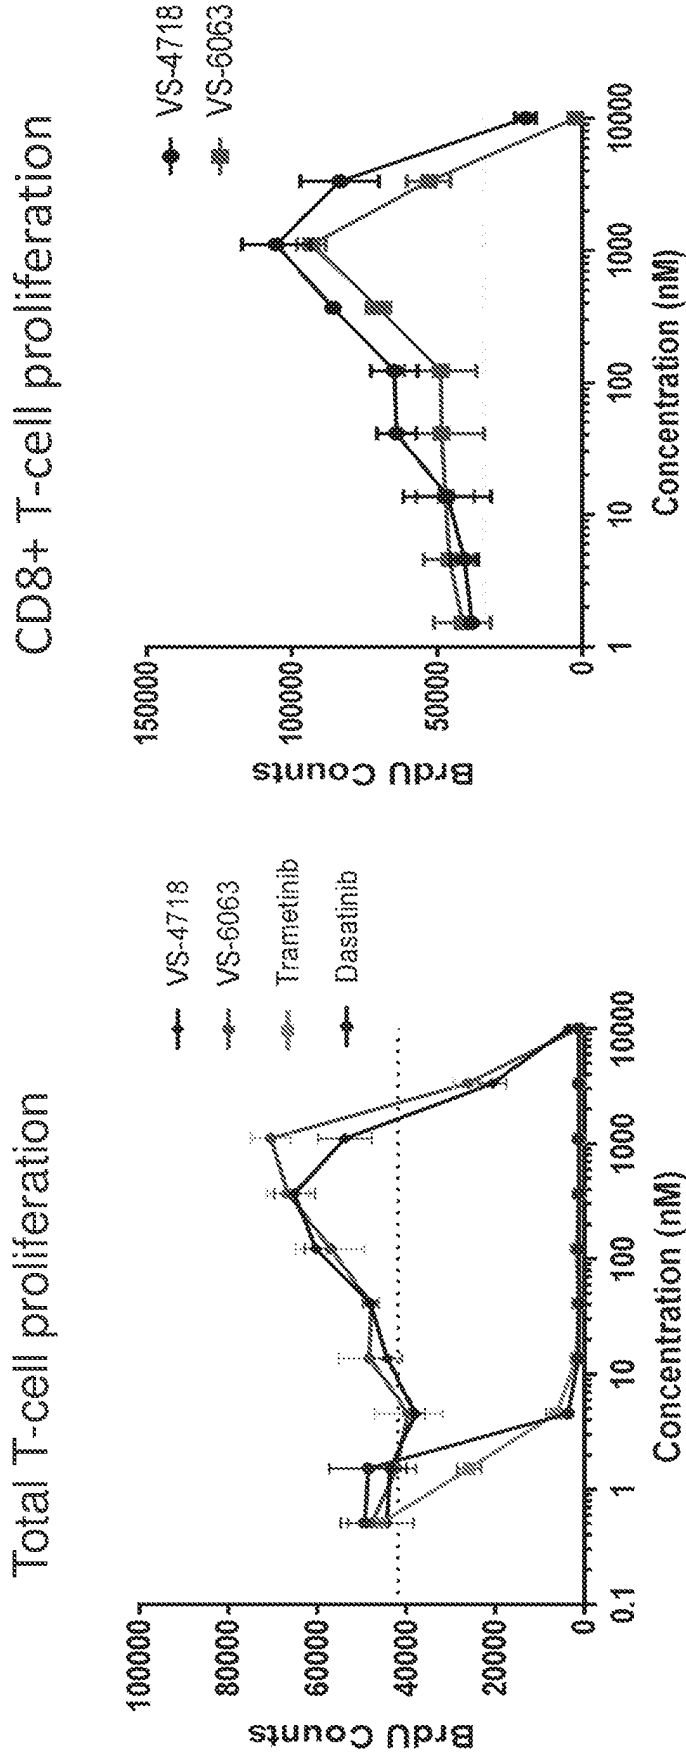 Total T-cell proliferation
BrdU Counts
100000
80000
60000
40000
20000
0
0.1
1
10
100
1000
10000
Concentration (nM)
VS-4718
VS-6063
Trametinib
Dasatinib
CD8+ T-cell proliferation
BrdU Counts
150000
100000
50000
0
1
10
100
1000
10000
Concentration (nM)
VS-4718
VS-6063